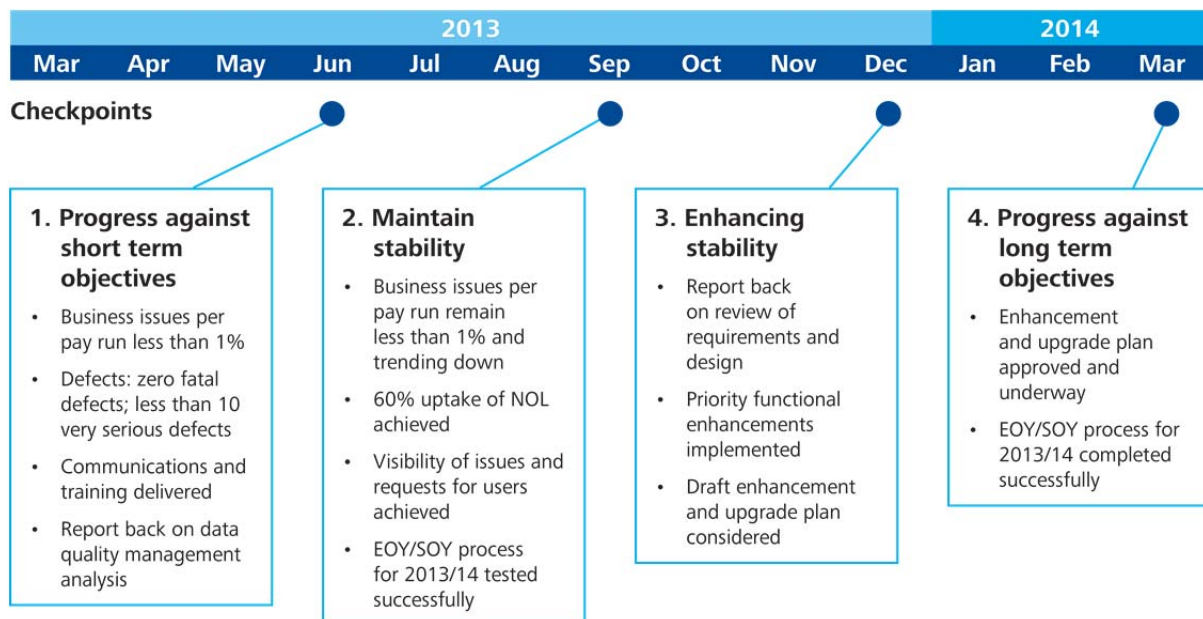 2013 2014
Mar Apr May Jun Jul Aug Sep Oct Nov Dec Jan Feb Mar
Checkpoints
1. Progress against
short term
objectives
• Business issues per
pay run less than 1%
• Defects: zero fatal
defects; less than 10
very serious defects
• Communications and
training delivered
• Report back on data
quality management
analysis
2. Maintain
stability
• Business issues per
pay run remain
less than 1% and
trending down
• 60% uptake of NOL
achieved
• Visibility of issues and
requests for users
achieved
• EOY/SOY process
for 2013/14 tested
successfully
3. Enhancing
stability
• Report back
on review of
requirements and
design
• Priority functional
enhancements
implemented
• Draft enhancement
and upgrade plan
considered
4. Progress against
long term
objectives
• Enhancement
and upgrade plan
approved and
underway
• EOY/SOY process for
2013/14 completed
successfully